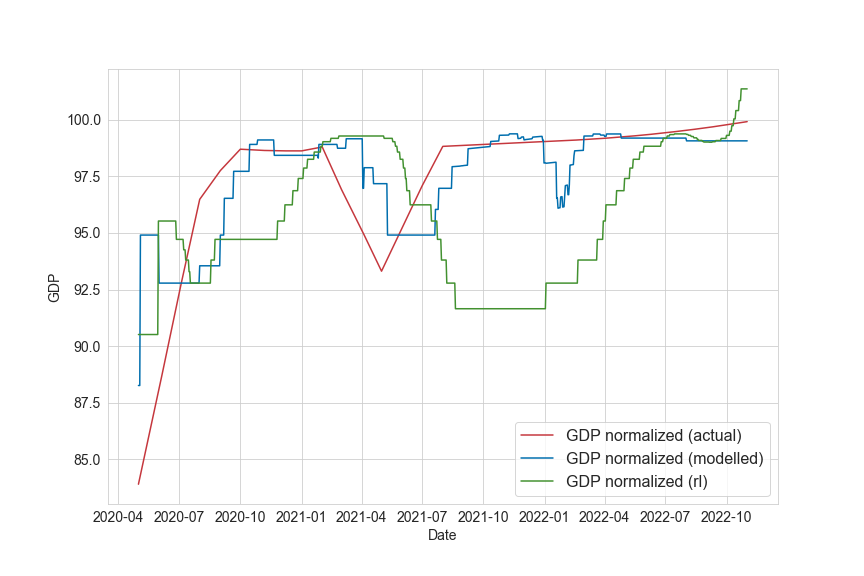 100.0
97.5
95.0
92.5
90.0
87.5
85.0
GDP
GDP normalized (actual)
GDP normalized (modelled)
GDP normalized (rl)
2020-04 2020-07 2020-10 2021-01 2021-04 2021-07 2021-10 2022-01 2022-04 2022-07 2022-10
Date